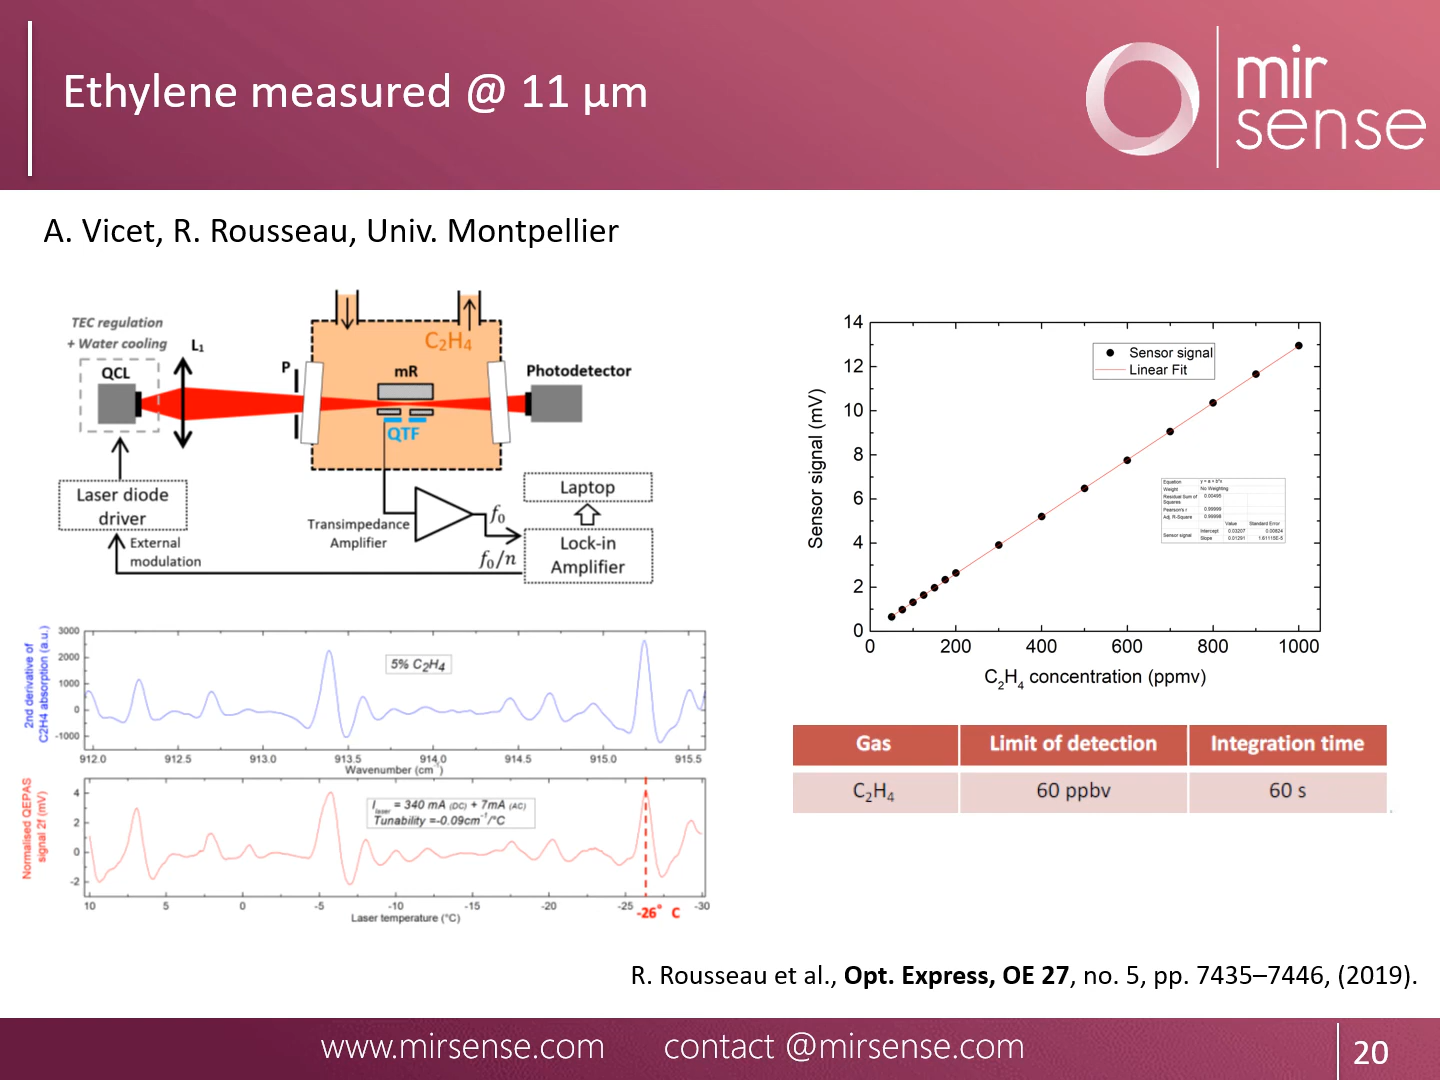 Ethylene measured @ 11 µm
mir
sense
A. Vicet, R. Rousseau, Univ. Montpellier
TEC regulation
+ Water cooling
L₁
QCL
P
C₂H₄
mR
QTF
Photodetector
Laser diode
driver
External
modulation
Transimpedance
Amplifier
f₀
f₀/n
Laptop
Lock-in
Amplifier
2nd derivative of
C2H4 absorption (a.u.)
3000
2000
1000
0
-1000
5% C₂H₄
912.0 912.5 913.0 913.5 914.0 914.5 915.0 915.5
Wavenumber (cm⁻¹)
Normalised QEPAS
signal 2f (mV)
4
2
0
-2
I laser = 340 mA (DC) + 7mA (AC)
Tunability =-0.09cm⁻¹/°C
10 5 0 -5 -10 -15 -20 -25 -30
-26° C
Laser temperature (°C)
Sensor signal (mV)
14
12
10
8
6
4
2
0
Sensor signal
Linear Fit
Equation y = a + b*x
Weight No Weighting
Residual Sum of Squares 0.00495
Pearson's r 0.99999
Adj. R-Square 0.99998
Value Standard Error
Sensor signal Intercept 0.03207 0.00824
Slope 0.01291 1.61115E-5
0 200 400 600 800 1000
C₂H₄ concentration (ppmv)
Gas Limit of detection Integration time
C₂H₄ 60 ppbv 60 s
R. Rousseau et al., Opt. Express, OE 27, no. 5, pp. 7435–7446, (2019).
www.mirsense.com contact @mirsense.com
20